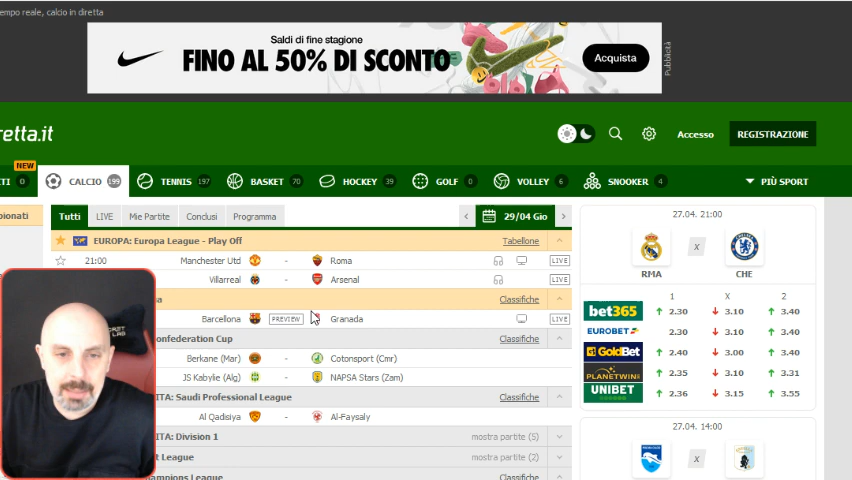 empo reale, calcio in diretta
Saldi di fine stagione
FINO AL 50% DI SCONTO
Acquista
Pubblicità
retta.it
Accesso
REGISTRAZIONE
NEW
TI 0
CALCIO 199
TENNIS 197
BASKET 70
HOCKEY 39
GOLF 0
VOLLEY 6
SNOOKER 4
PIÙ SPORT
pionati
Tutti LIVE Mie Partite Conclusi Programma
29/04 Gio
EUROPA: Europa League - Play Off Tabellone
21:00 Manchester Utd - Roma LIVE
Villarreal - Arsenal LIVE
na Classifiche
Barcellona PREVIEW Granada LIVE
onfederation Cup Classifiche
Berkane (Mar) - Cotonsport (Cmr)
JS Kabylie (Alg) - NAPSA Stars (Zam)
ITA: Saudi Professional League Classifiche
Al Qadisiya - Al-Faysaly
ITA: Division 1 mostra partite (5)
t League mostra partite (2)
hampions League Classifiche
27.04. 21:00
RMA X CHE
1 X 2
bet365 2.30 3.10 3.40
EUROBET 2.30 3.10 3.40
GoldBet 2.40 3.00 3.40
PLANETWIN 2.35 3.10 3.31
UNIBET 2.36 3.15 3.55
27.04. 14:00
X